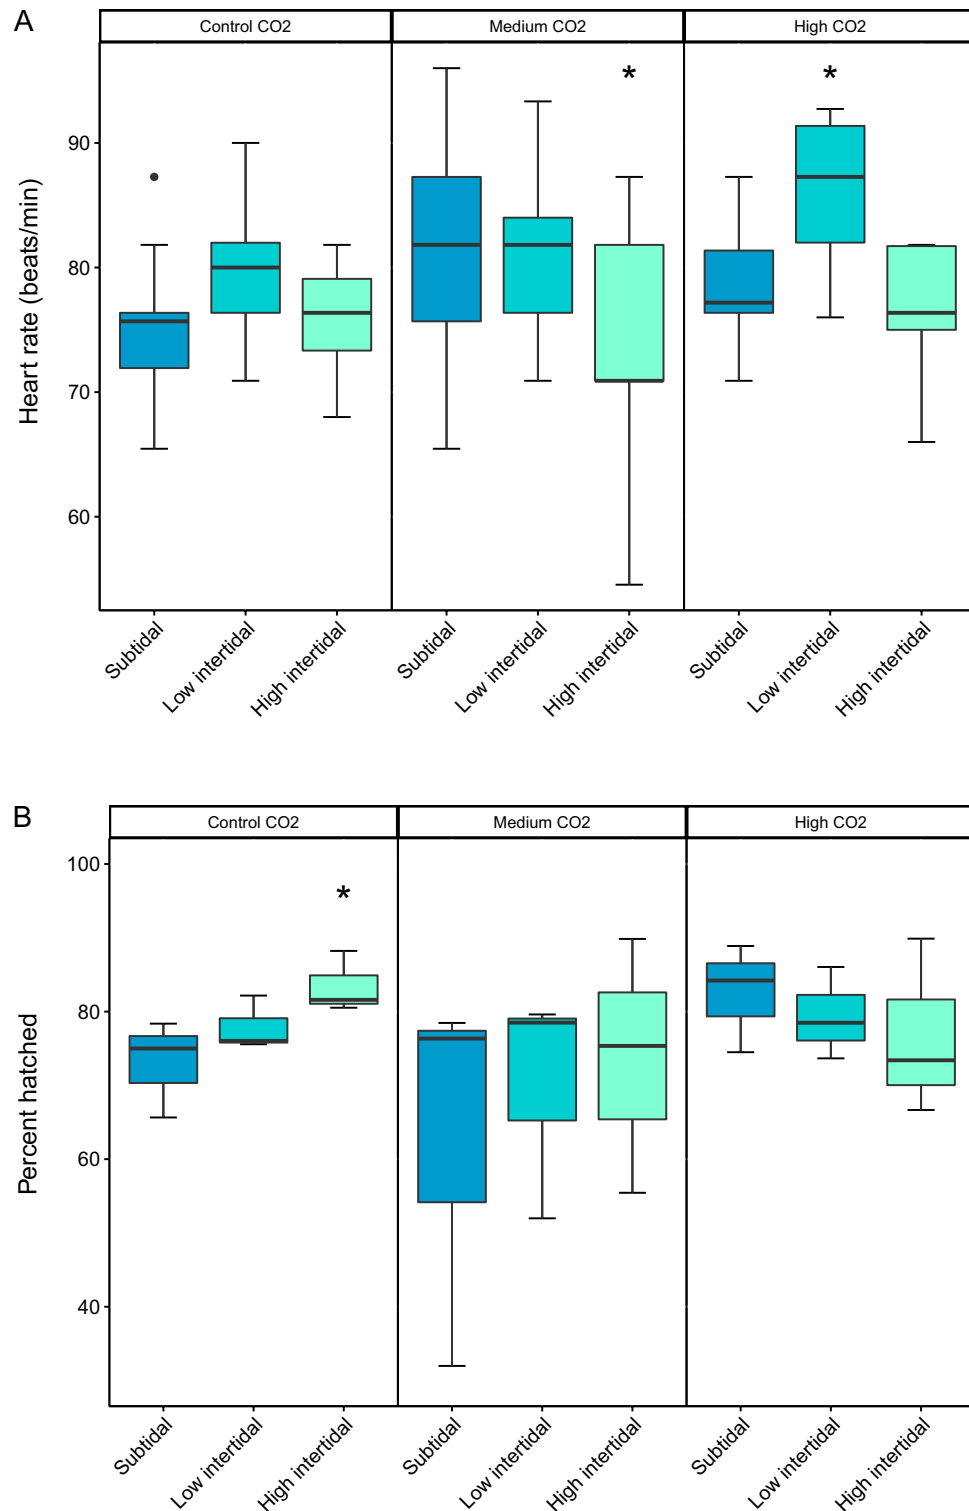 A
Control CO2 Medium CO2 High CO2
*
*
Heart rate (beats/min)
90
80
70
60
Subtidal Low intertidal High intertidal Subtidal Low intertidal High intertidal Subtidal Low intertidal High intertidal
B
Control CO2 Medium CO2 High CO2
*
Percent hatched
100
80
60
40
Subtidal Low intertidal High intertidal Subtidal Low intertidal High intertidal Subtidal Low intertidal High intertidal